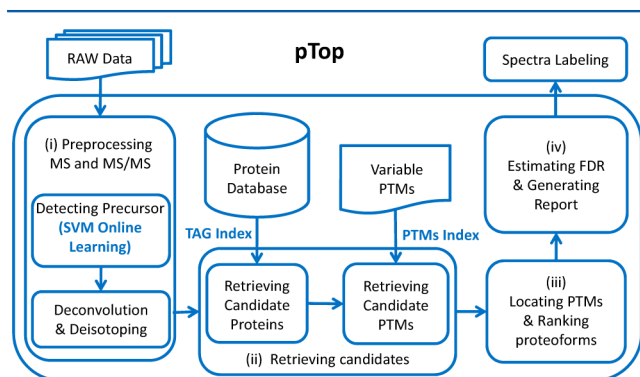 pTop
RAW Data
Spectra Labeling
(i) Preprocessing
MS and MS/MS
Detecting Precursor
(SVM Online
Learning)
Deconvolution
& Deisotoping
Protein
Database
Variable
PTMs
TAG Index
PTMs Index
Retrieving
Candidate
Proteins
Retrieving
Candidate
PTMs
(ii) Retrieving candidates
(iii)
Locating PTMs
& Ranking
proteoforms
(iv)
Estimating FDR
& Generating
Report